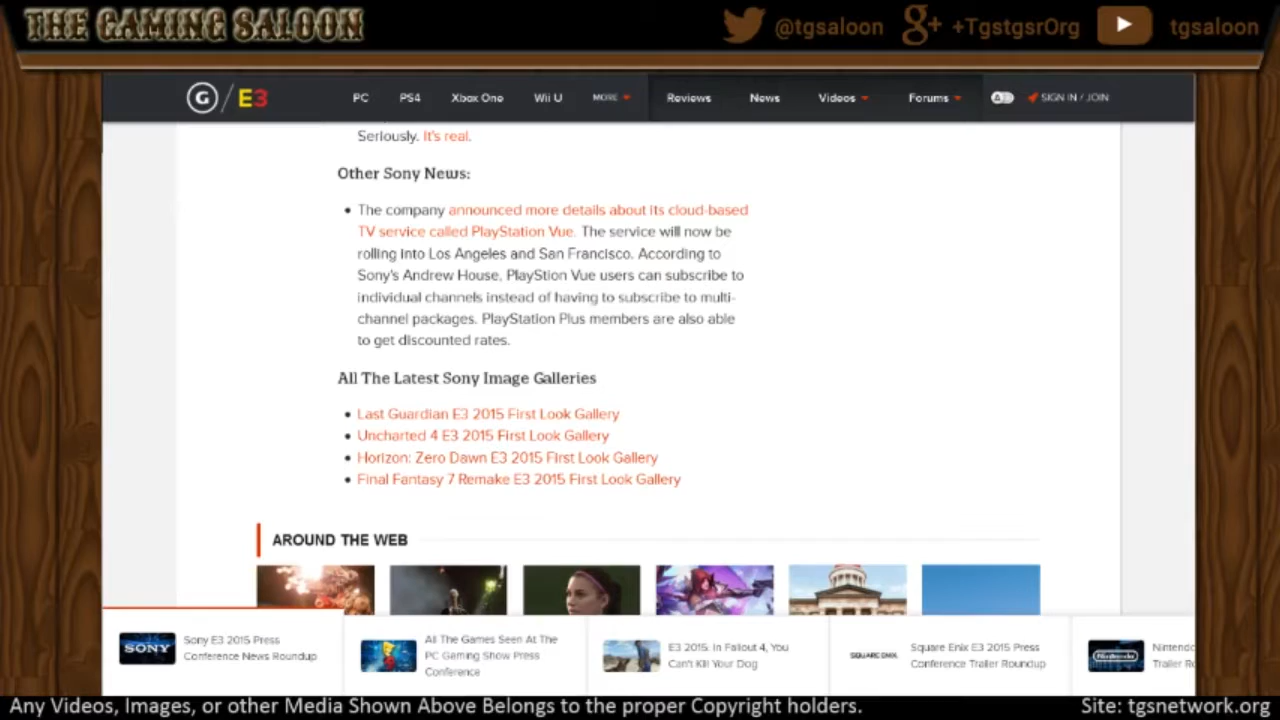 THE GAMING SALOON
@tgsaloon
+TgstgsrOrg
tgsaloon
G / E3
PC PS4 Xbox One Wii U MORE Reviews News Videos Forums SIGN IN / JOIN
Seriously. It's real.
Other Sony News:
The company announced more details about its cloud-based
TV service called PlayStation Vue. The service will now be
rolling into Los Angeles and San Francisco. According to
Sony's Andrew House, PlayStion Vue users can subscribe to
individual channels instead of having to subscribe to multi-
channel packages. PlayStation Plus members are also able
to get discounted rates.
All The Latest Sony Image Galleries
Last Guardian E3 2015 First Look Gallery
Uncharted 4 E3 2015 First Look Gallery
Horizon: Zero Dawn E3 2015 First Look Gallery
Final Fantasy 7 Remake E3 2015 First Look Gallery
AROUND THE WEB
SONY
Sony E3 2015 Press
Conference News Roundup
All The Games Seen At The
PC Gaming Show Press
Conference
E3 2015: In Fallout 4, You
Can't Kill Your Dog
SQUARE ENIX
Square Enix E3 2015 Press
Conference Trailer Roundup
Nintendo
Nintendo
Trailer Ro
Any Videos, Images, or other Media Shown Above Belongs to the proper Copyright holders.
Site: tgsnetwork.org